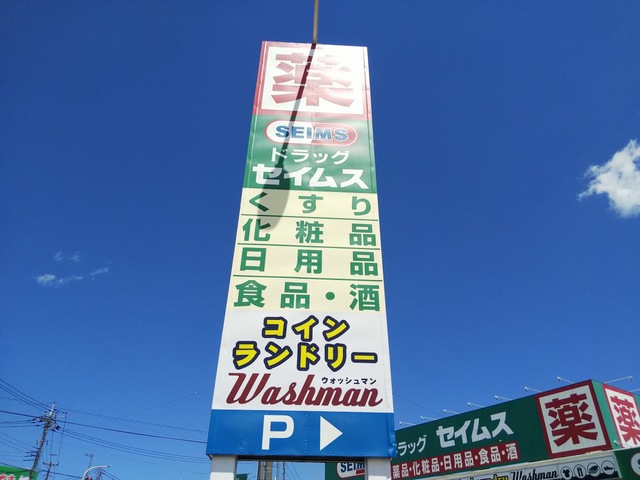 薬
SEIMS
ドラッグ
セイムス
くすり
化粧品
日用品
食品・酒
コイン
ランドリー
ウォッシュマン
Washman
P
ドラッグ セイムス 薬
薬品・化粧品・日用品・食品・酒
SEIMS
Washman
薬